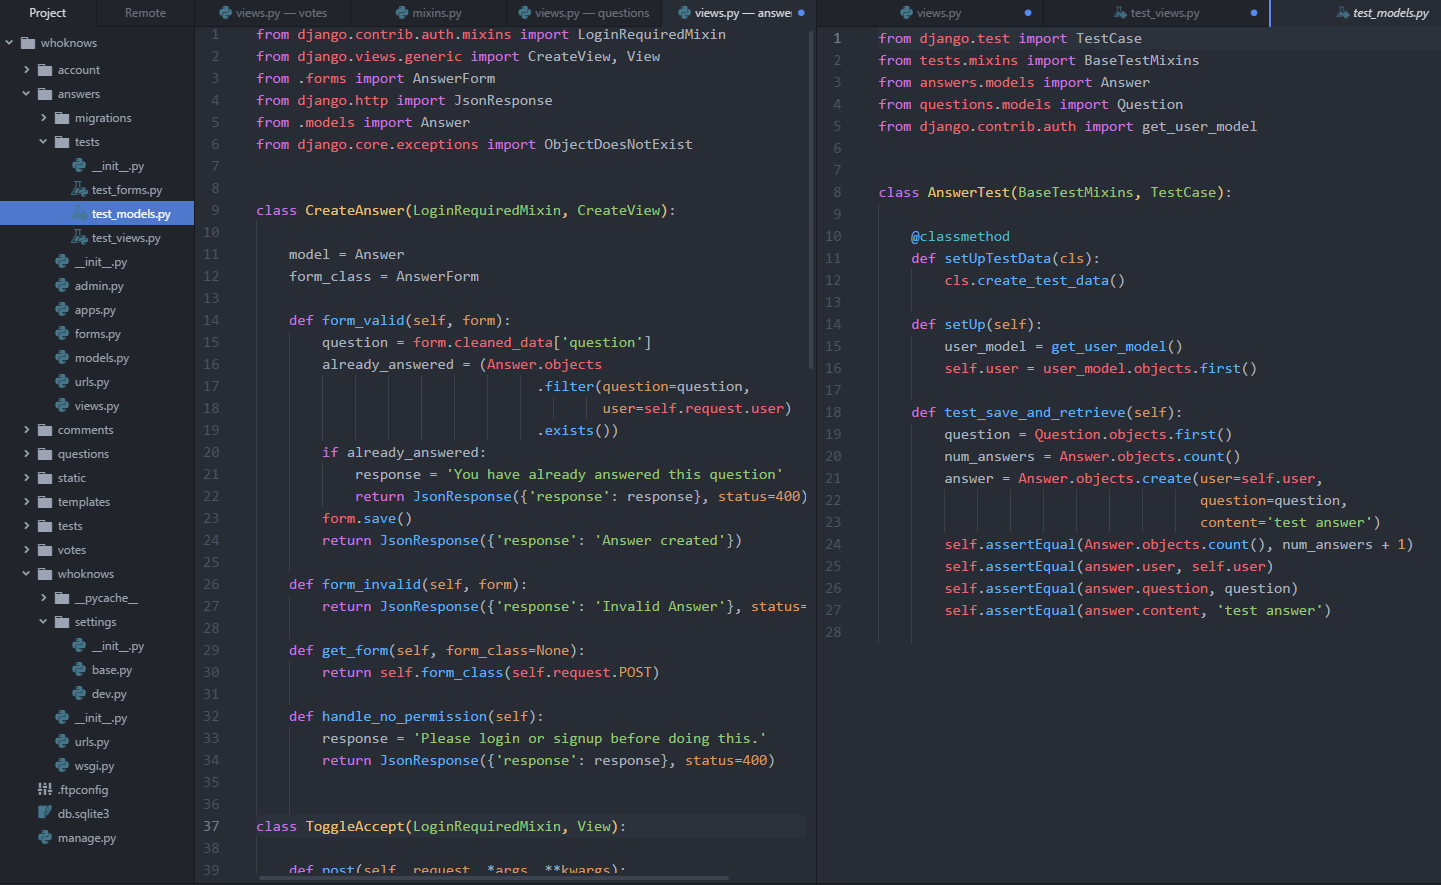 Project
Remote
whoknows
account
answers
migrations
tests
__init__.py
test_forms.py
test_models.py
test_views.py
__init__.py
admin.py
apps.py
forms.py
models.py
urls.py
views.py
comments
questions
static
templates
tests
votes
whoknows
__pycache__
settings
__init__.py
base.py
dev.py
__init__.py
urls.py
wsgi.py
.ftpconfig
db.sqlite3
manage.py
views.py — votes
mixins.py
views.py — questions
views.py — answer
1 from django.contrib.auth.mixins import LoginRequiredMixin
2 from django.views.generic import CreateView, View
3 from .forms import AnswerForm
4 from django.http import JsonResponse
5 from .models import Answer
6 from django.core.exceptions import ObjectDoesNotExist
7
8
9 class CreateAnswer(LoginRequiredMixin, CreateView):
10
11     model = Answer
12     form_class = AnswerForm
13
14     def form_valid(self, form):
15         question = form.cleaned_data['question']
16         already_answered = (Answer.objects
17                                   .filter(question=question,
18                                           user=self.request.user)
19                                   .exists())
20         if already_answered:
21             response = 'You have already answered this question'
22             return JsonResponse({'response': response}, status=400)
23         form.save()
24         return JsonResponse({'response': 'Answer created'})
25
26     def form_invalid(self, form):
27         return JsonResponse({'response': 'Invalid Answer'}, status=
28
29     def get_form(self, form_class=None):
30         return self.form_class(self.request.POST)
31
32     def handle_no_permission(self):
33         response = 'Please login or signup before doing this.'
34         return JsonResponse({'response': response}, status=400)
35
36
37 class ToggleAccept(LoginRequiredMixin, View):
38
39     def post(self, request, *args, **kwargs):
views.py
test_views.py
test_models.py
1 from django.test import TestCase
2 from tests.mixins import BaseTestMixins
3 from answers.models import Answer
4 from questions.models import Question
5 from django.contrib.auth import get_user_model
6
7
8 class AnswerTest(BaseTestMixins, TestCase):
9
10     @classmethod
11     def setUpTestData(cls):
12         cls.create_test_data()
13
14     def setUp(self):
15         user_model = get_user_model()
16         self.user = user_model.objects.first()
17
18     def test_save_and_retrieve(self):
19         question = Question.objects.first()
20         num_answers = Answer.objects.count()
21         answer = Answer.objects.create(user=self.user,
22                                        question=question,
23                                        content='test answer')
24         self.assertEqual(Answer.objects.count(), num_answers + 1)
25         self.assertEqual(answer.user, self.user)
26         self.assertEqual(answer.question, question)
27         self.assertEqual(answer.content, 'test answer')
28